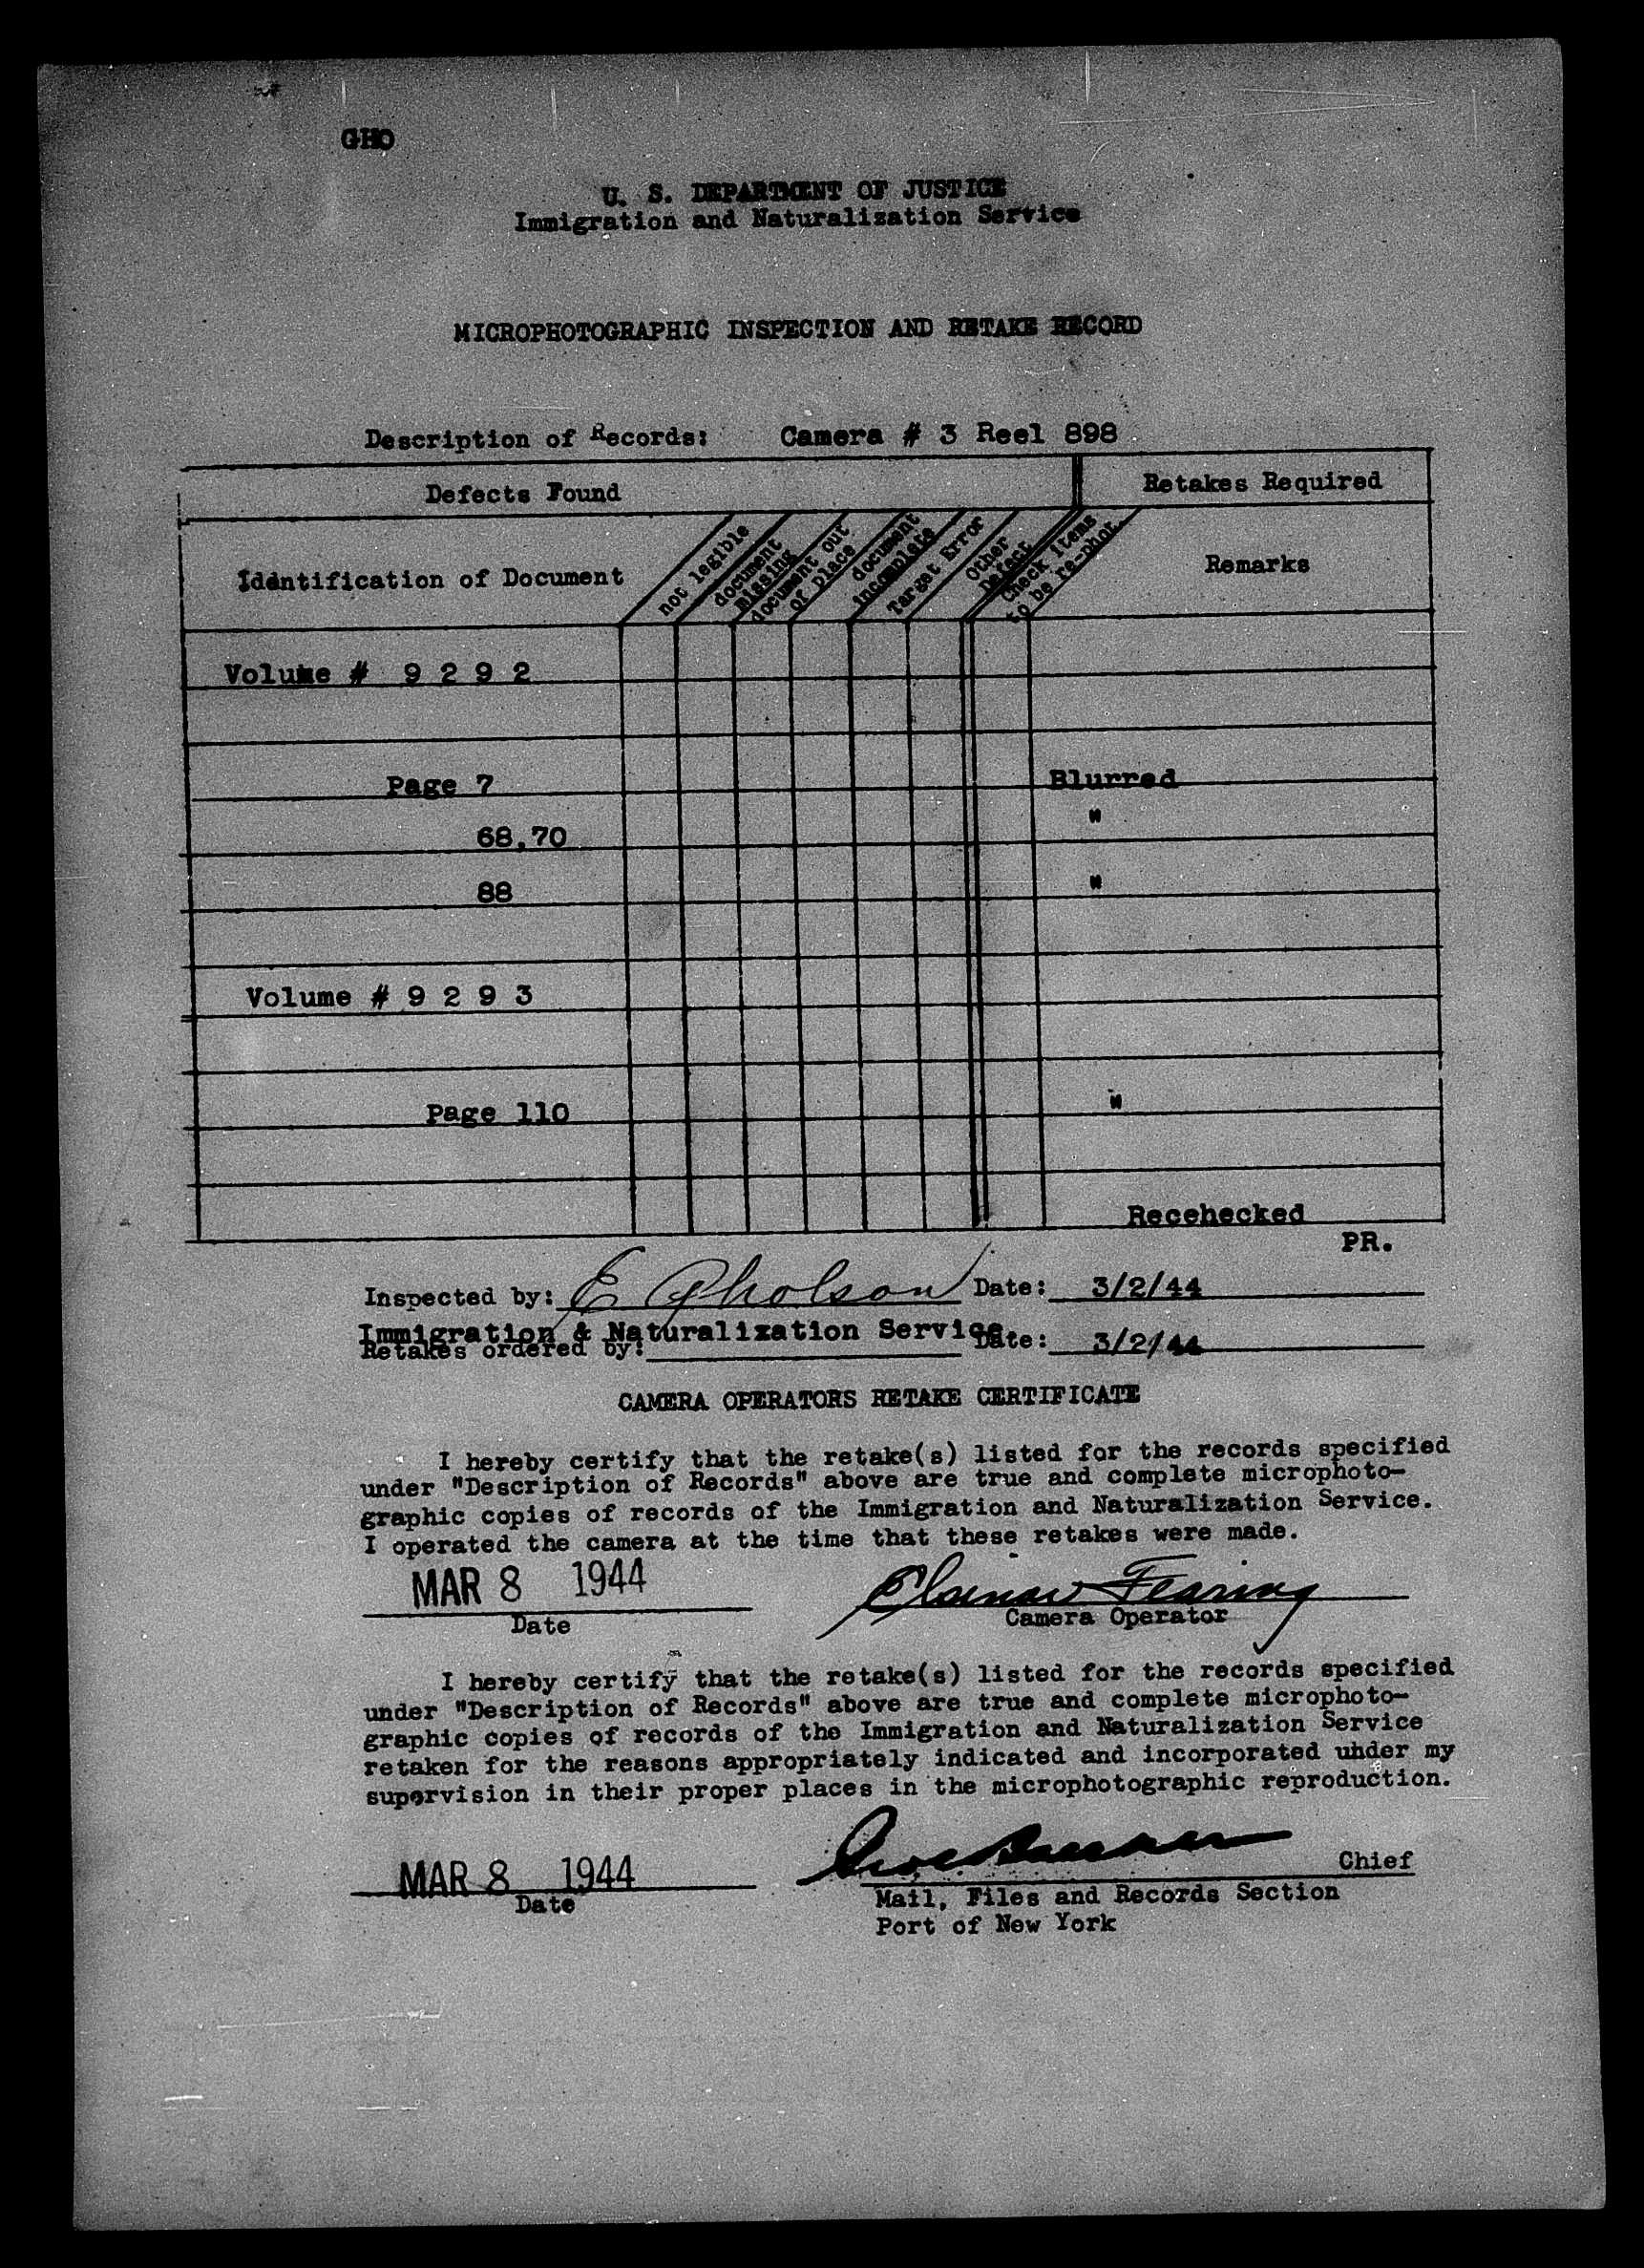 GHO
U. S. DEPARTMENT OF JUSTICE
Immigration and Naturalization Service
MICROPHOTOGRAPHIC INSPECTION AND RETAKE RECORD
Description of Records: Camera # 3 Reel 898
Defects Found
Retakes Required
Identification of Document
not legible
document missing
document out of place
document incomplete
Target Error
Other Defect
Check items to be re-phot.
Remarks
Volume # 9 2 9 2
Page 7 Blurred
68,70 "
88 "
Volume # 9 2 9 3
Page 110 "
Recehecked
PR.
Inspected by: E Gholson Date: 3/2/44
Immigration & Naturalization Service
Retakes ordered by: Date: 3/2/44
CAMERA OPERATORS RETAKE CERTIFICATE
I hereby certify that the retake(s) listed for the records specified
under "Description of Records" above are true and complete microphoto-
graphic copies of records of the Immigration and Naturalization Service.
I operated the camera at the time that these retakes were made.
MAR 8 1944
Fearing
Date
Camera Operator
I hereby certify that the retake(s) listed for the records specified
under "Description of Records" above are true and complete microphoto-
graphic copies of records of the Immigration and Naturalization Service
retaken for the reasons appropriately indicated and incorporated under my
supervision in their proper places in the microphotographic reproduction.
MAR 8 1944
Chief
Date
Mail, Files and Records Section
Port of New York